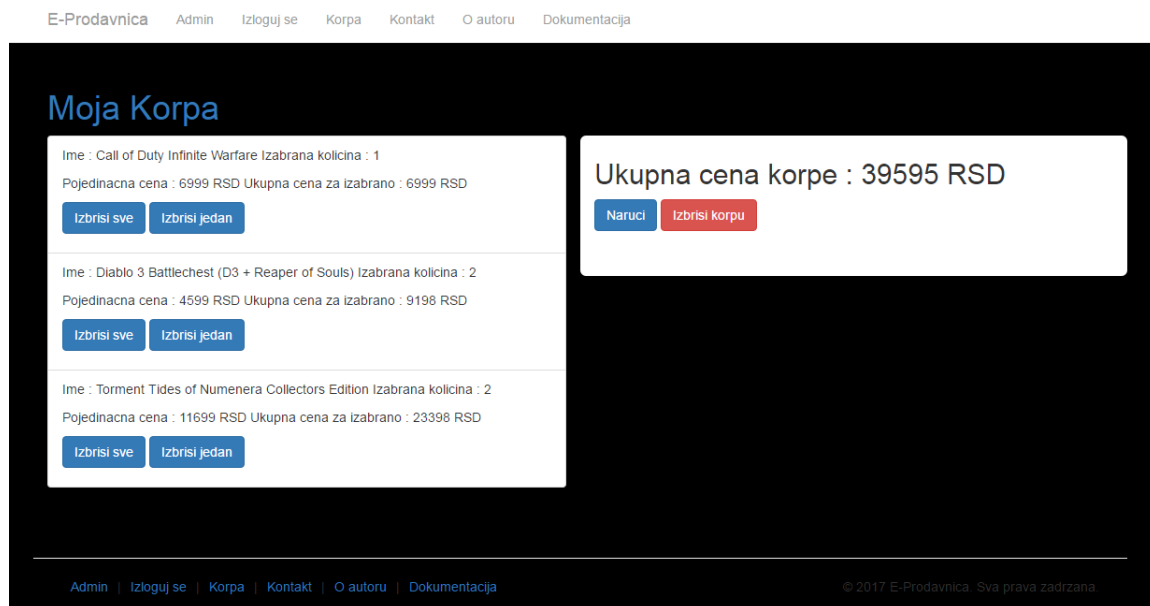 E-Prodavnica Admin Izloguj se Korpa Kontakt O autoru Dokumentacija
Moja Korpa
Ime : Call of Duty Infinite Warfare Izabrana kolicina : 1
Pojedinacna cena : 6999 RSD Ukupna cena za izabrano : 6999 RSD
Izbrisi sve Izbrisi jedan
Ime : Diablo 3 Battlechest (D3 + Reaper of Souls) Izabrana kolicina : 2
Pojedinacna cena : 4599 RSD Ukupna cena za izabrano : 9198 RSD
Izbrisi sve Izbrisi jedan
Ime : Torment Tides of Numenera Collectors Edition Izabrana kolicina : 2
Pojedinacna cena : 11699 RSD Ukupna cena za izabrano : 23398 RSD
Izbrisi sve Izbrisi jedan
Ukupna cena korpe : 39595 RSD
Naruci Izbrisi korpu
Admin | Izloguj se | Korpa | Kontakt | O autoru | Dokumentacija
© 2017 E-Prodavnica. Sva prava zadrzana.